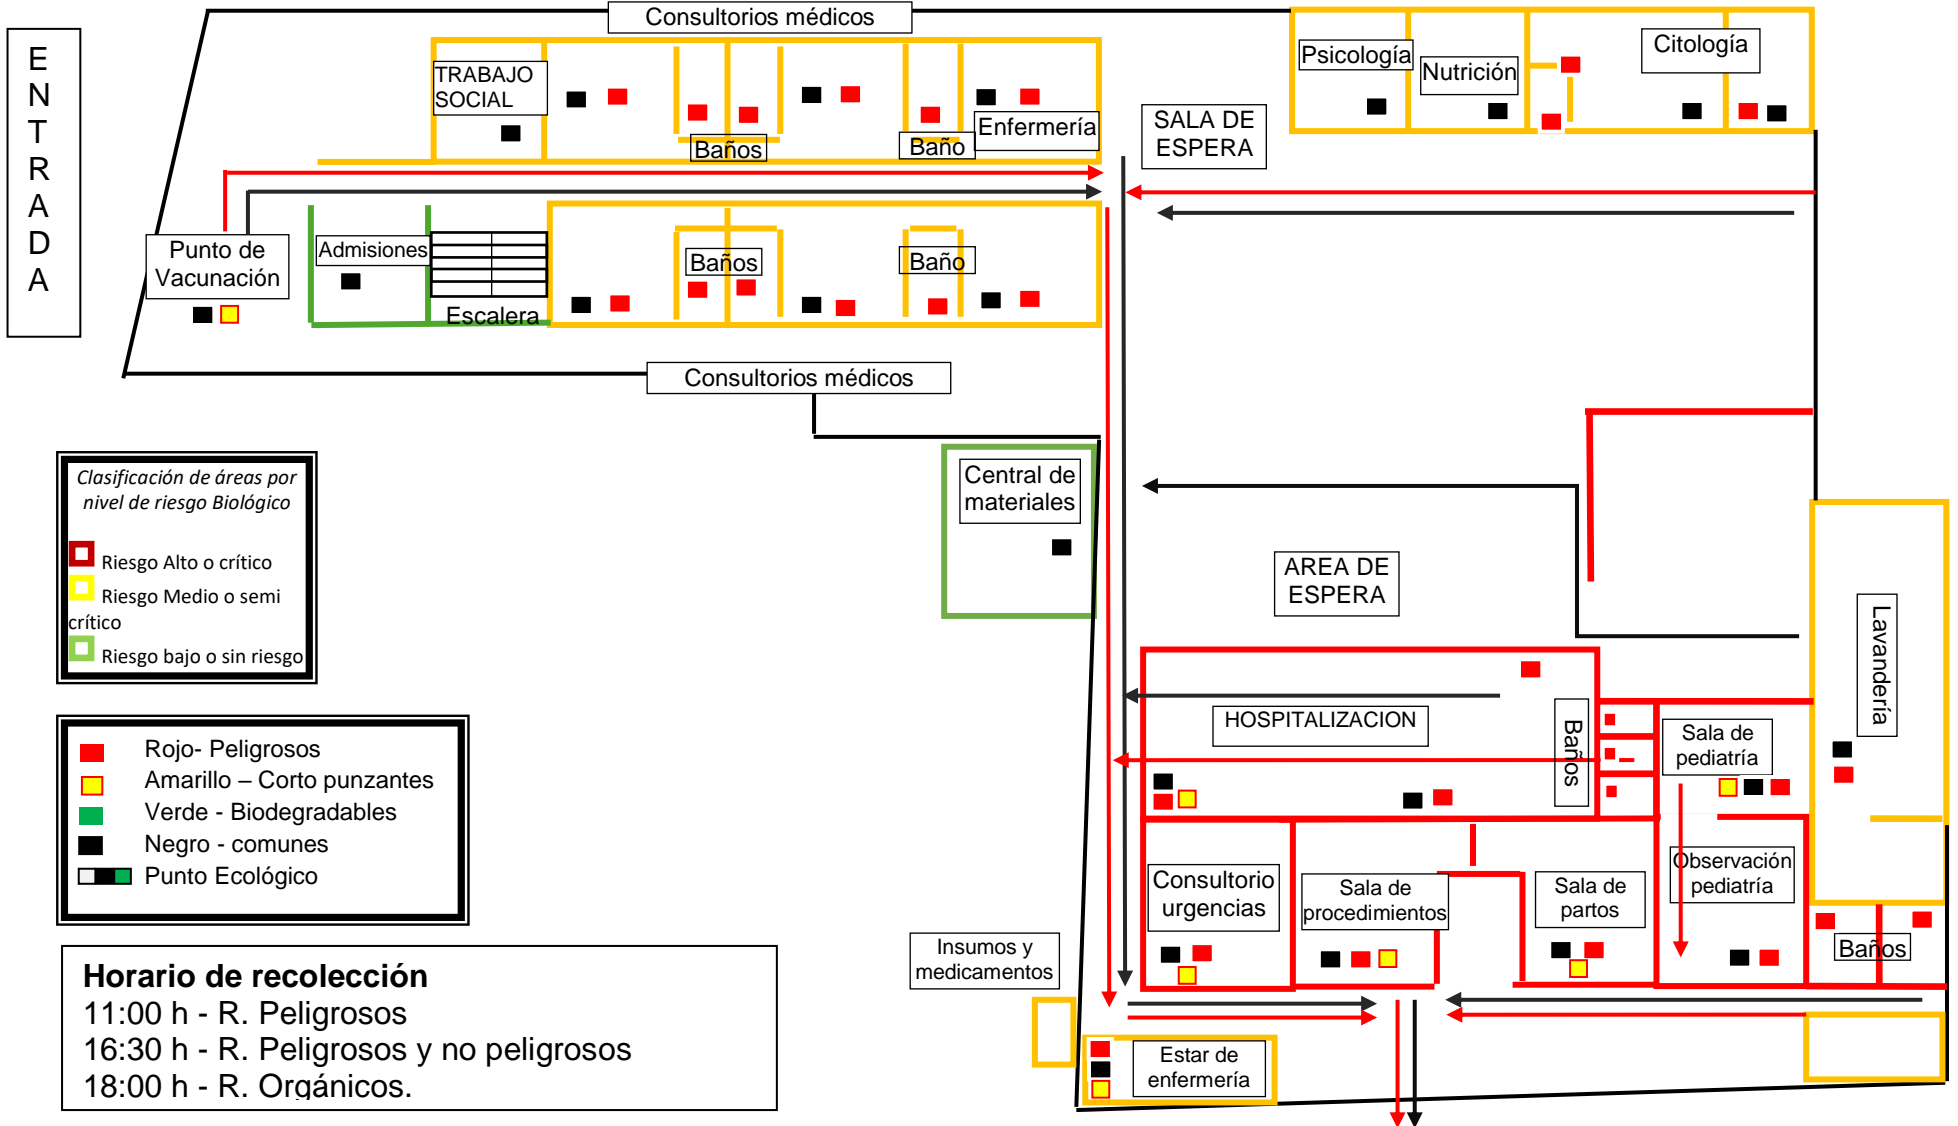 Consultorios médicos
E
N
T
R
A
D
A
TRABAJO
SOCIAL
Baños
Baño
Enfermería
SALA DE
ESPERA
Psicología
Nutrición
Citología
Punto de
Vacunación
Admisiones
Escalera
Baños
Baño
Consultorios médicos
Clasificación de áreas por
nivel de riesgo Biológico
Riesgo Alto o crítico
Riesgo Medio o semi
crítico
Riesgo bajo o sin riesgo
Central de
materiales
AREA DE
ESPERA
Lavandería
HOSPITALIZACION
Baños
Sala de
pediatría
Rojo- Peligrosos
Amarillo – Corto punzantes
Verde - Biodegradables
Negro - comunes
Punto Ecológico
Consultorio
urgencias
Sala de
procedimientos
Sala de
partos
Observación
pediatría
Baños
Insumos y
medicamentos
Estar de
enfermería
Horario de recolección
11:00 h - R. Peligrosos
16:30 h - R. Peligrosos y no peligrosos
18:00 h - R. Orgánicos.